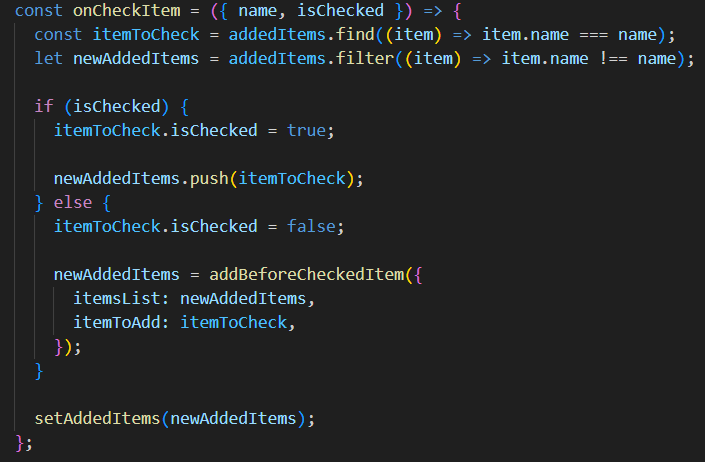 const onCheckItem = ({ name, isChecked }) => {
  const itemToCheck = addedItems.find((item) => item.name === name);
  let newAddedItems = addedItems.filter((item) => item.name !== name);

  if (isChecked) {
    itemToCheck.isChecked = true;

    newAddedItems.push(itemToCheck);
  } else {
    itemToCheck.isChecked = false;

    newAddedItems = addBeforeCheckedItem({
      itemsList: newAddedItems,
      itemToAdd: itemToCheck,
    });
  }

  setAddedItems(newAddedItems);
};